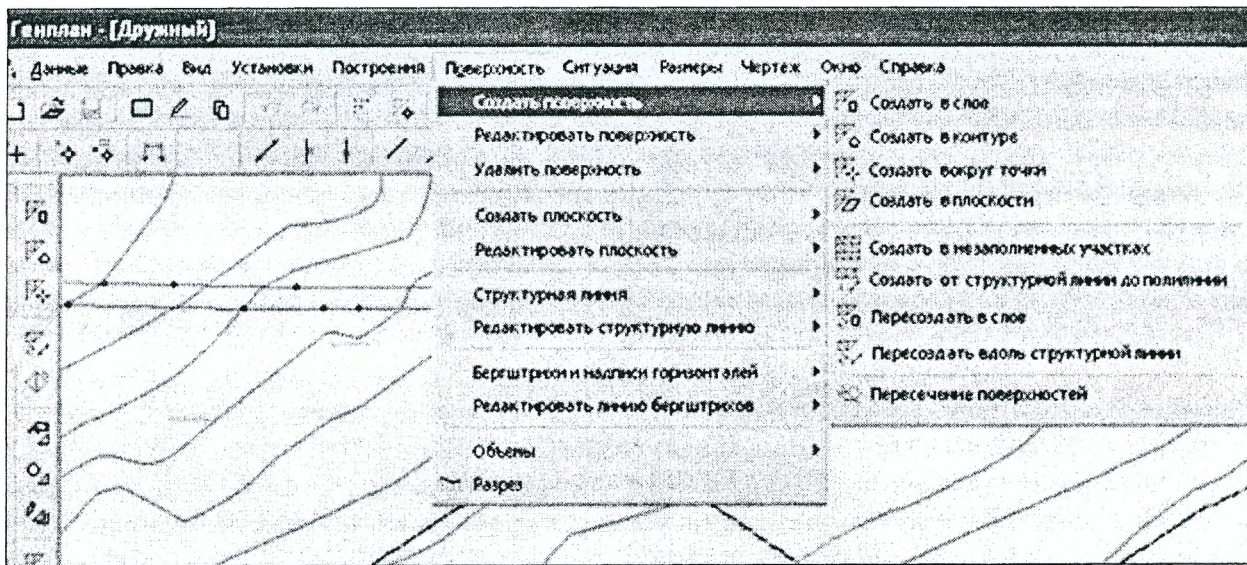 Генплан - [Дружный]
Данные Правка Вид Установки Построения Поверхность Ситуация Размеры Чертеж Окно Справка
Создать поверхность
Редактировать поверхность
Удалить поверхность
Создать плоскость
Редактировать плоскость
Структурная линия
Редактировать структурную линию
Бергштрихи и надписи горизонталей
Редактировать линию бергштрихов
Объемы
Разрез
Создать в слое
Создать в контуре
Создать вокруг точки
Создать в плоскости
Создать в незаполненных участках
Создать от структурной линии до полилинии
Пересоздать в слое
Пересоздать вдоль структурной линии
Пересечение поверхностей